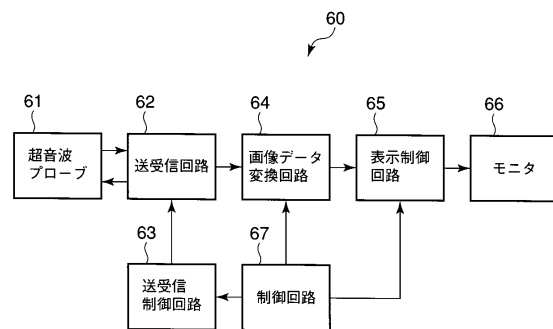 60
61
62
64
65
66
超音波
プローブ
送受信回路
画像データ
変換回路
表示制御
回路
モニタ
63
67
送受信
制御回路
制御回路